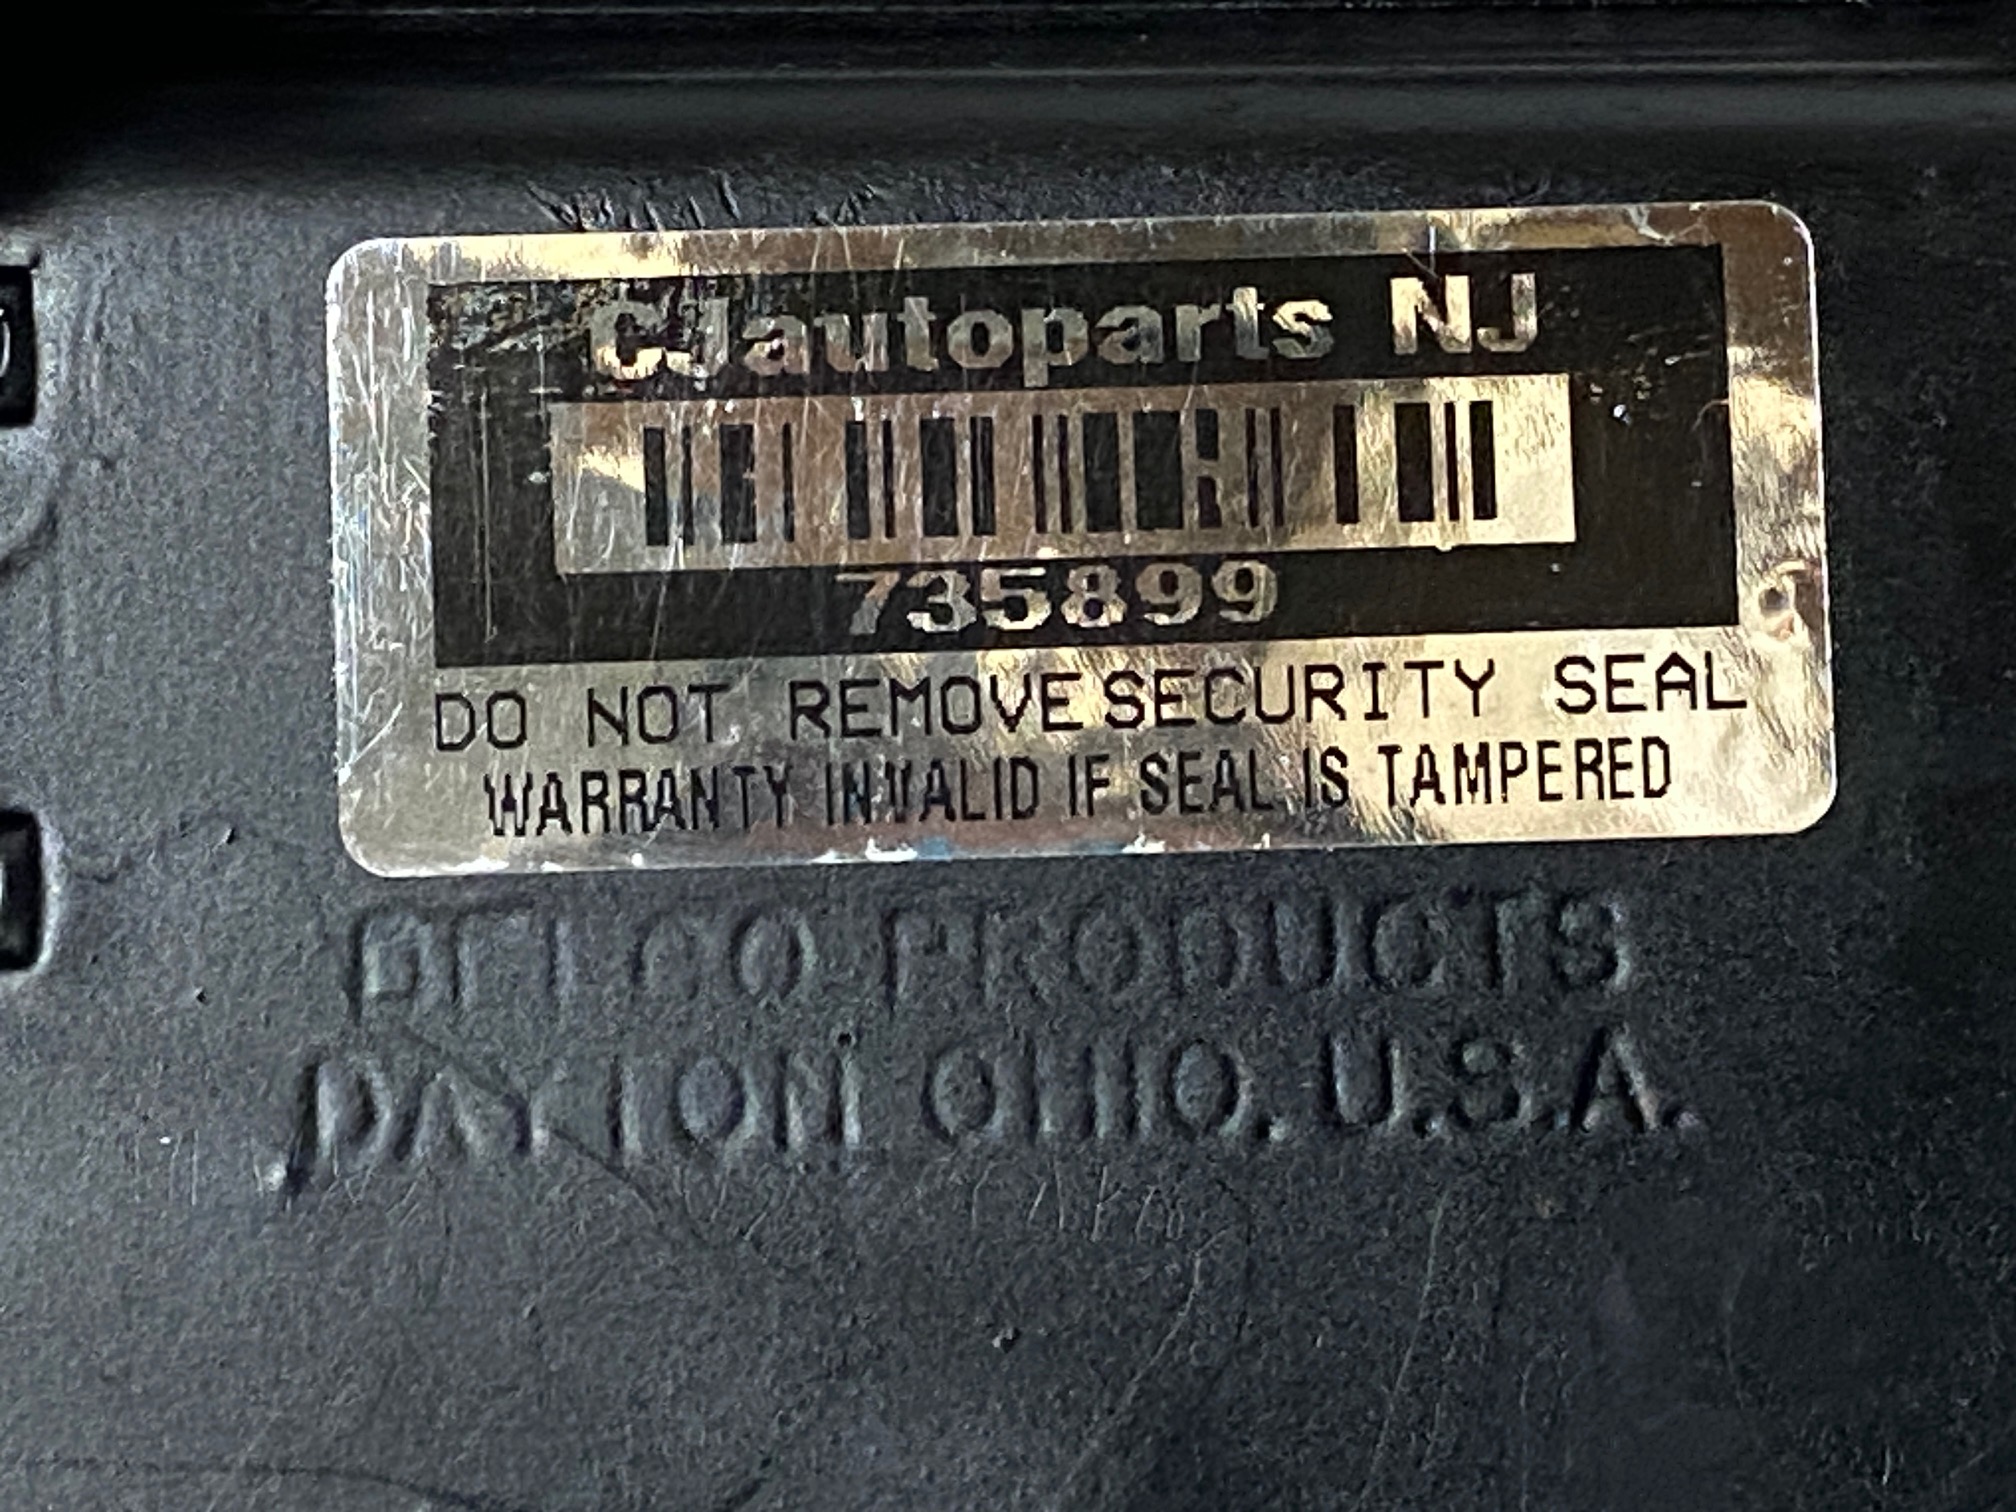 CJautoparts NJ
735899
DO NOT REMOVE SECURITY SEAL
WARRANTY INVALID IF SEAL IS TAMPERED
DELCO PRODUCTS
DAYTON OHIO, U.S.A.